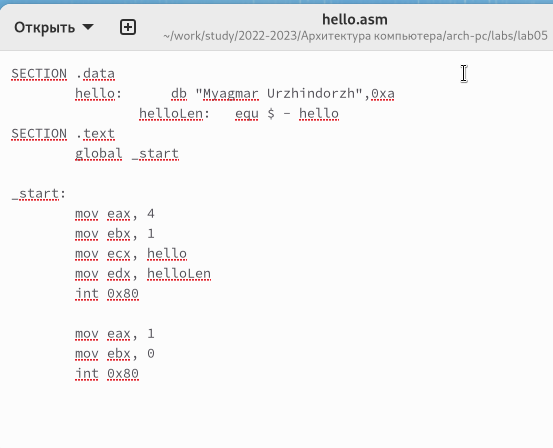 Открыть
hello.asm
~/work/study/2022-2023/Архитектура компьютера/arch-pc/labs/lab05
SECTION .data
hello: db "Myagmar Urzhindorzh",0xa
helloLen: equ $ - hello
SECTION .text
global _start
_start:
mov eax, 4
mov ebx, 1
mov ecx, hello
mov edx, helloLen
int 0x80
mov eax, 1
mov ebx, 0
int 0x80